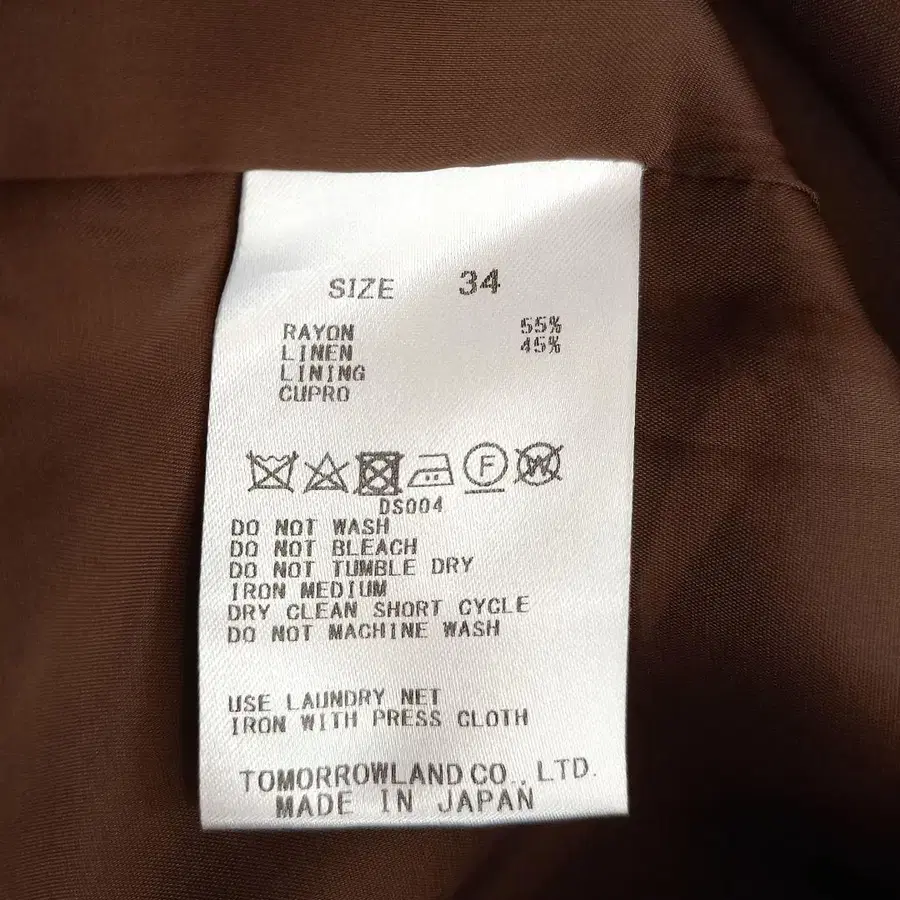 SIZE 34
RAYON 55%
LINEN 45%
LINING
CUPRO
F W
DS004
DO NOT WASH
DO NOT BLEACH
DO NOT TUMBLE DRY
IRON MEDIUM
DRY CLEAN SHORT CYCLE
DO NOT MACHINE WASH
USE LAUNDRY NET
IRON WITH PRESS CLOTH
TOMORROWLAND CO., LTD.
MADE IN JAPAN